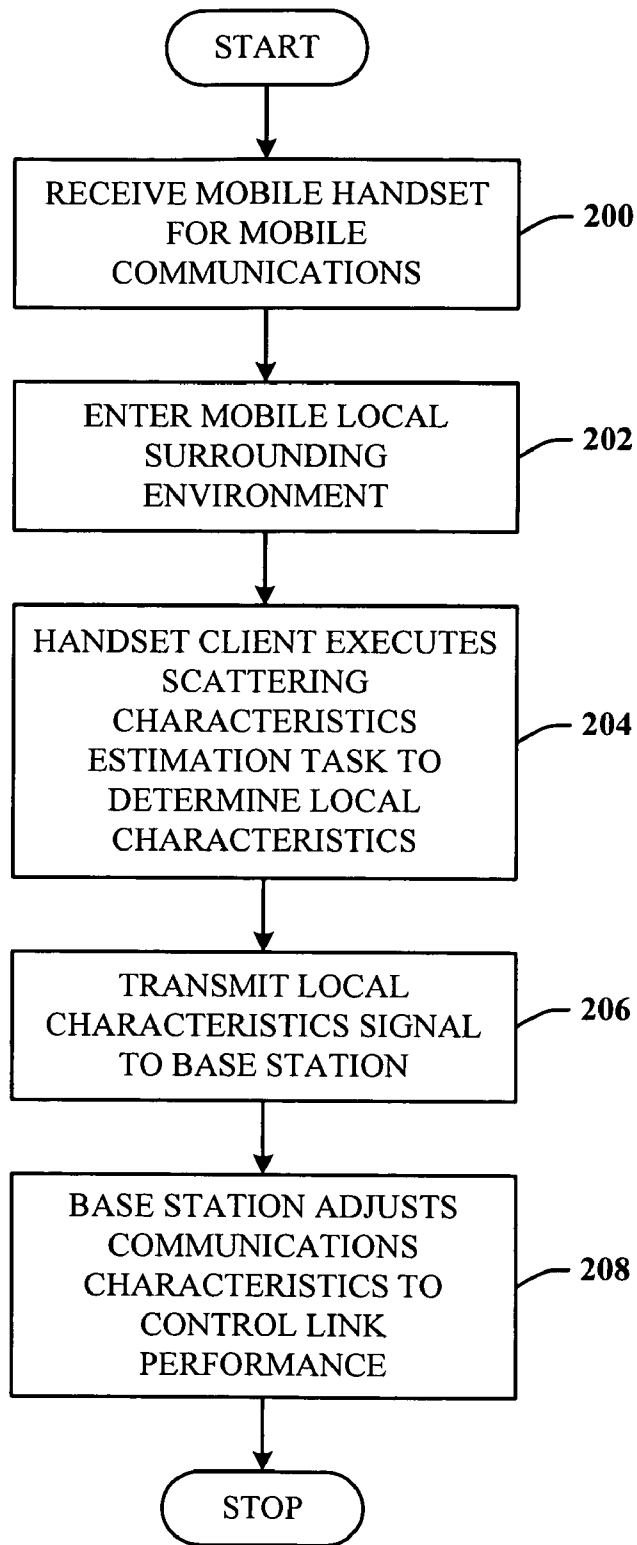 START
RECEIVE MOBILE HANDSET
FOR MOBILE
COMMUNICATIONS
200
ENTER MOBILE LOCAL
SURROUNDING
ENVIRONMENT
202
HANDSET CLIENT EXECUTES
SCATTERING
CHARACTERISTICS
ESTIMATION TASK TO
DETERMINE LOCAL
CHARACTERISTICS
204
TRANSMIT LOCAL
CHARACTERISTICS SIGNAL
TO BASE STATION
206
BASE STATION ADJUSTS
COMMUNICATIONS
CHARACTERISTICS TO
CONTROL LINK
PERFORMANCE
208
STOP